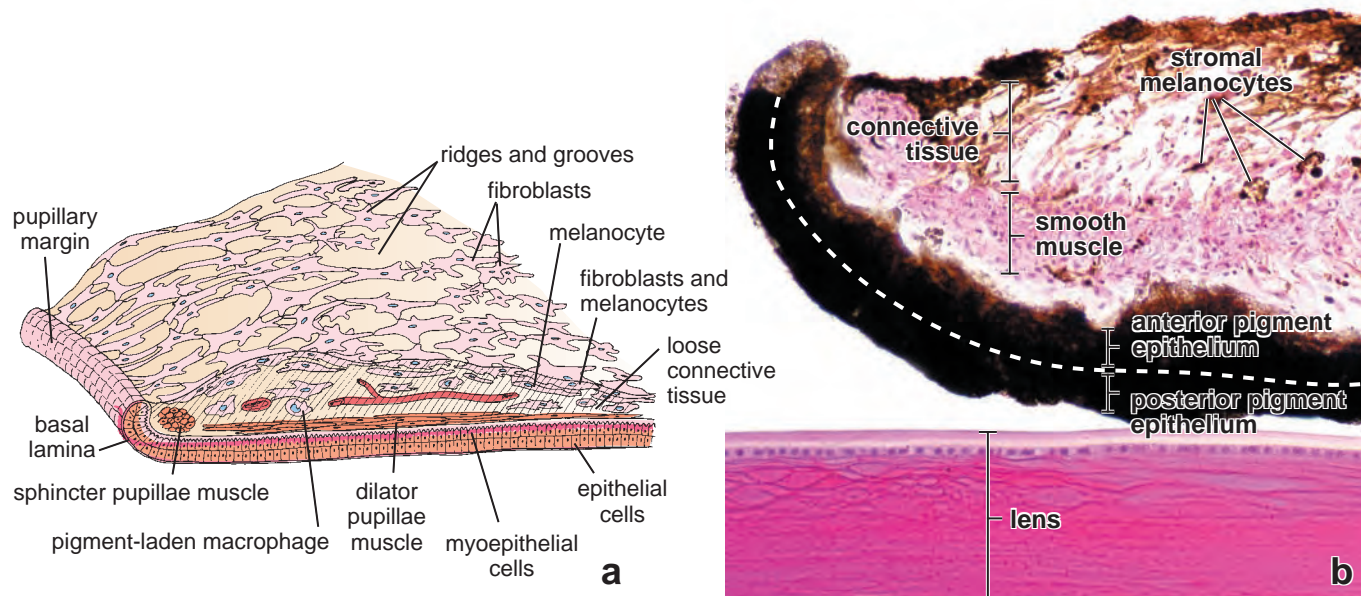 ridges and grooves
fibroblasts
melanocyte
fibroblasts and
melanocytes
loose
connective
tissue
pupillary
margin
basal
lamina
sphincter pupillae muscle
pigment-laden macrophage
dilator
pupillae
muscle
myoepithelial
cells
epithelial
cells
a
stromal
melanocytes
connective
tissue
smooth
muscle
anterior pigment
epithelium
posterior pigment
epithelium
lens
b